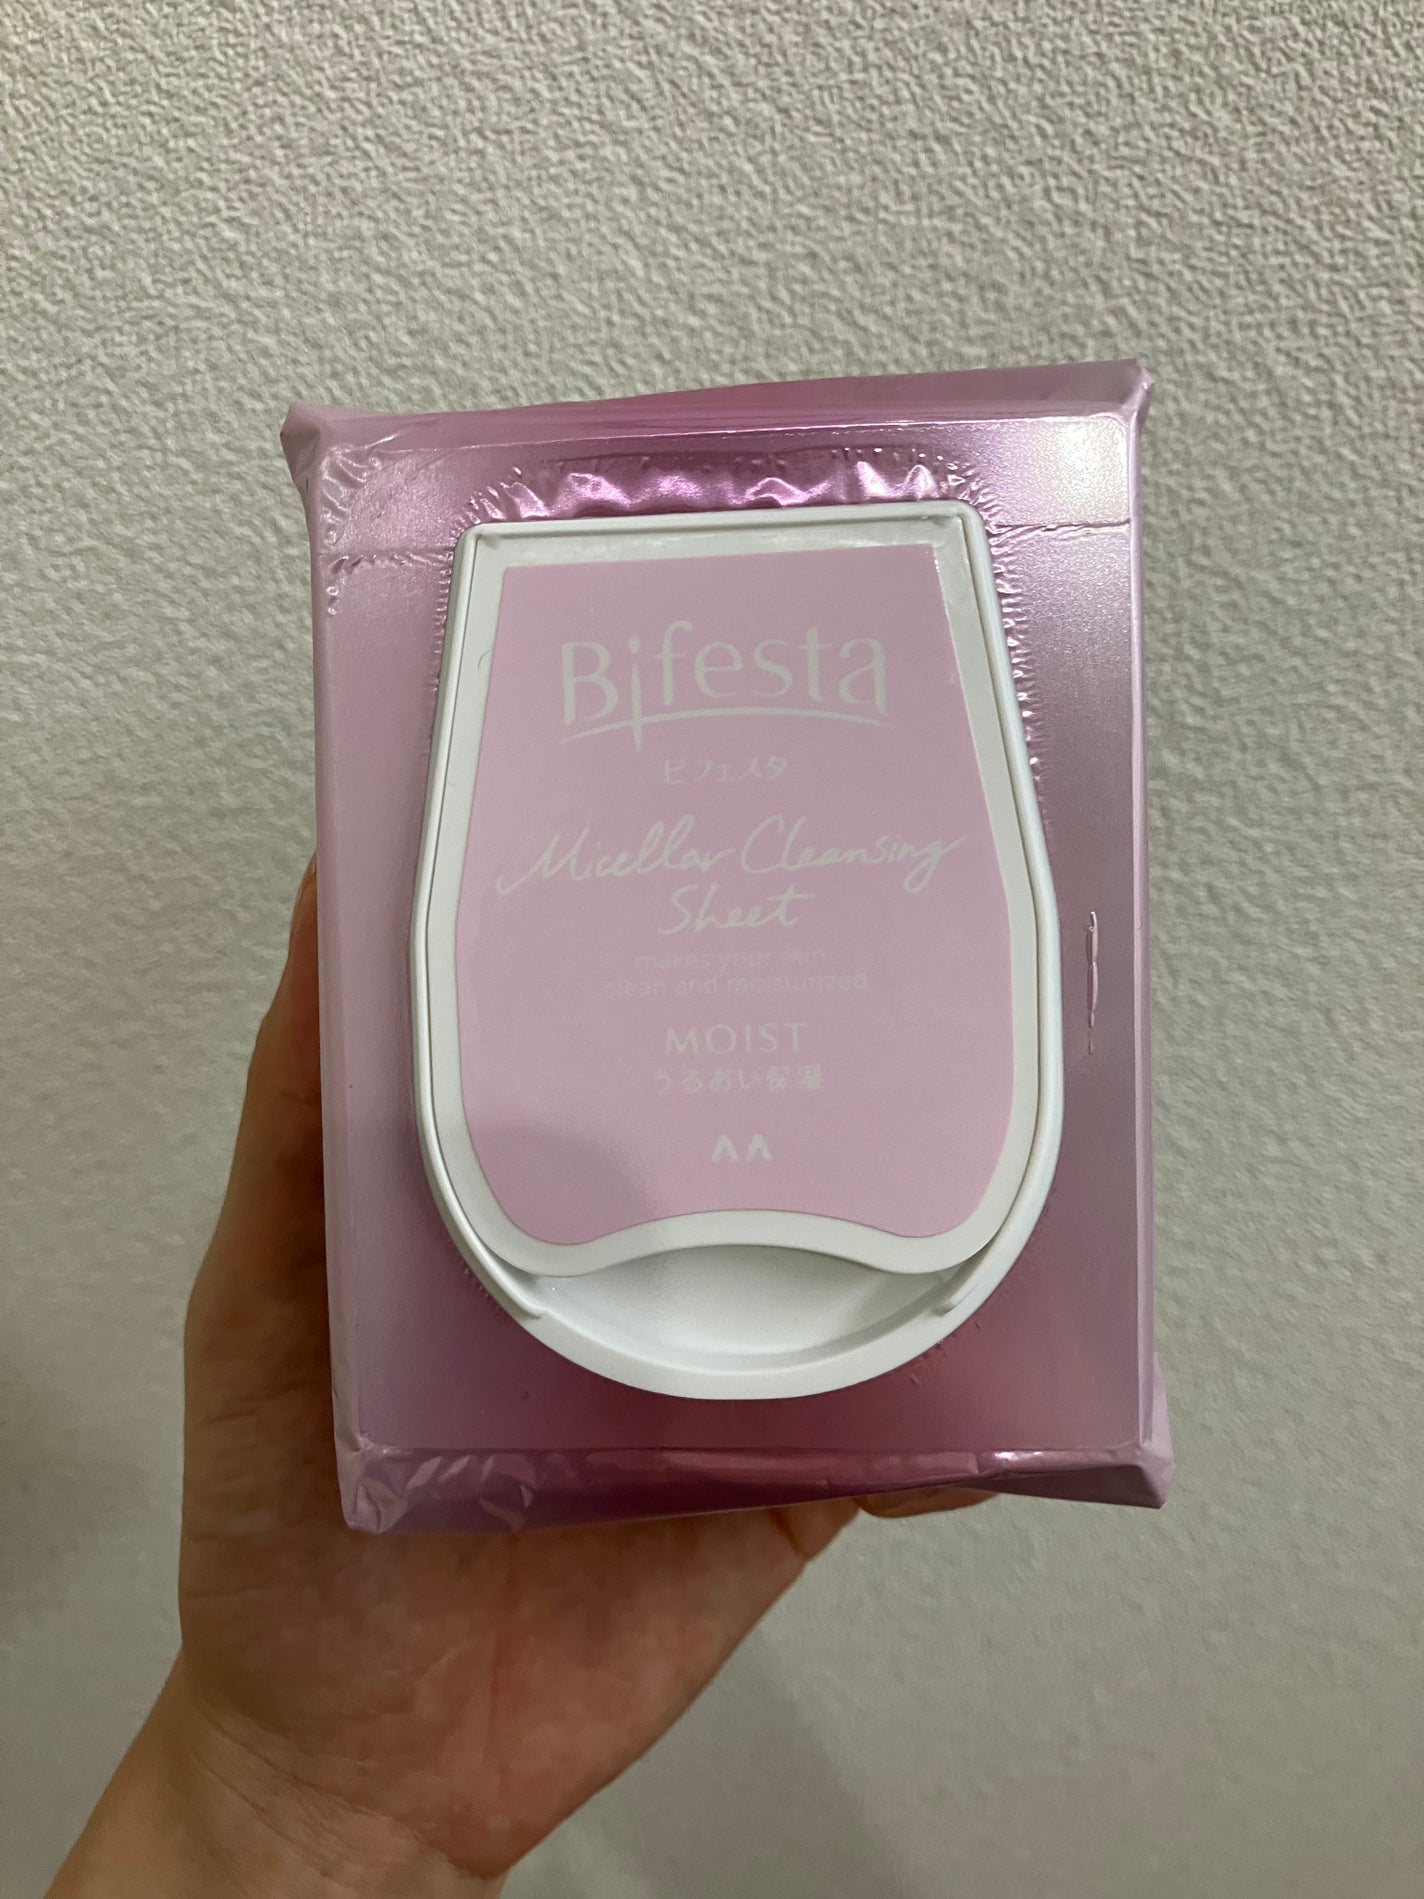 Bifesta
ビフェスタ
Micellar Cleansing
Sheet
makes your skin
clean and moisturized
MOIST
うるおい保湿